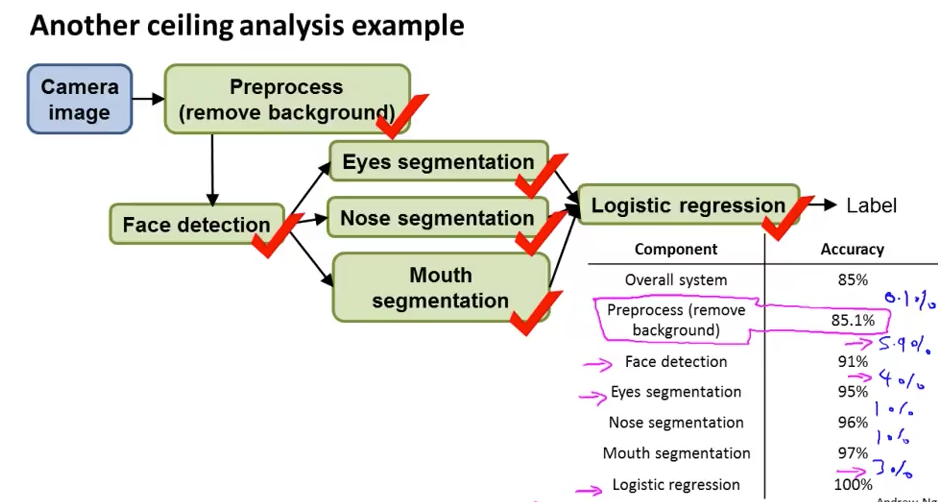 Another ceiling analysis example
Camera
image
Preprocess
(remove background)
Eyes segmentation
Face detection
Nose segmentation
Mouth
segmentation
Logistic regression
Label
Component Accuracy
Overall system 85%
0.1%
Preprocess (remove
background) 85.1%
5.9%
Face detection 91%
4%
Eyes segmentation 95%
1%
Nose segmentation 96%
1%
Mouth segmentation 97%
3%
Logistic regression 100%
Andrew